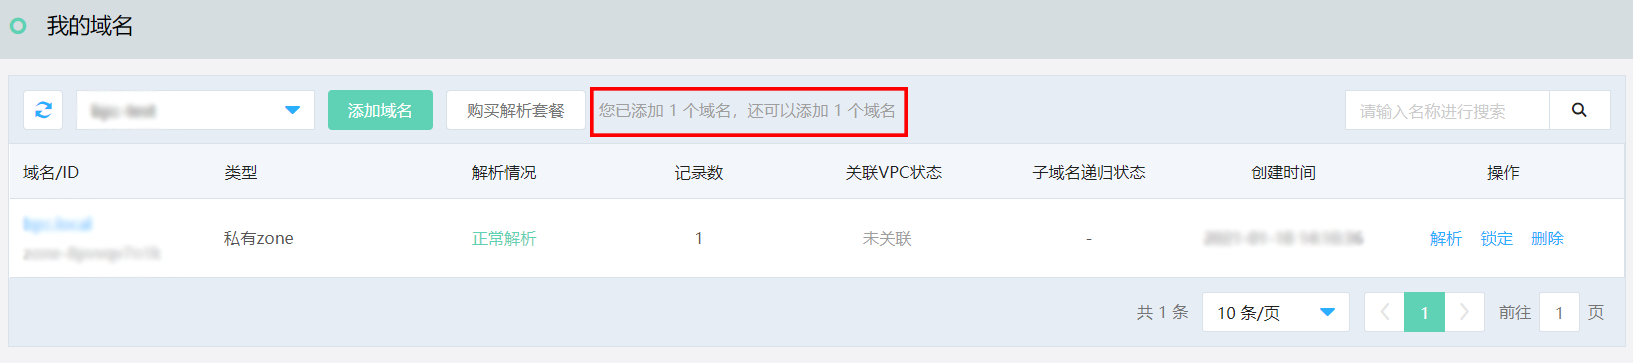 我的域名
添加域名 购买解析套餐 您已添加 1 个域名，还可以添加 1 个域名 请输入名称进行搜索
域名/ID 类型 解析情况 记录数 关联VPC状态 子域名递归状态 创建时间 操作
私有zone 正常解析 1 未关联 - 解析 锁定 删除
共 1 条 10 条/页 1 前往 1 页